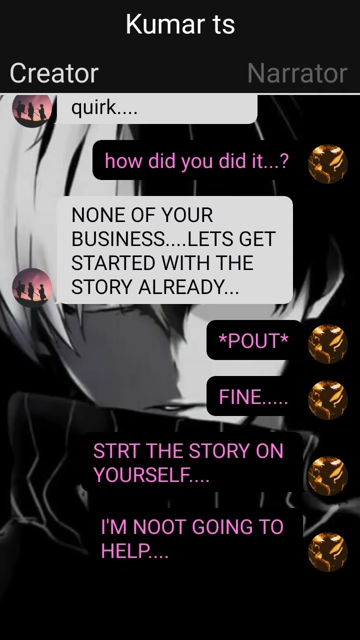 Kumar ts
Creator
Narrator
quirk....
how did you did it...?
NONE OF YOUR
BUSINESS....LETS GET
STARTED WITH THE
STORY ALREADY...
*POUT*
FINE.....
STRT THE STORY ON
YOURSELF....
I'M NOOT GOING TO
HELP....